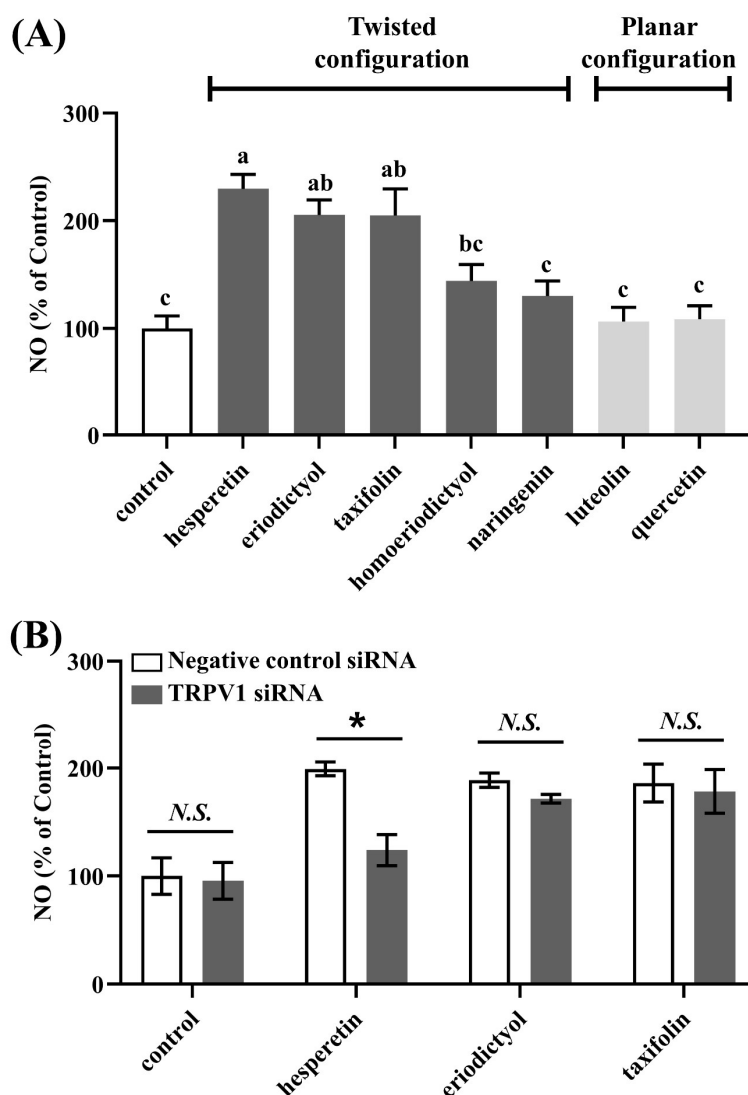 (A)
Twisted
configuration
Planar
configuration
NO (% of Control)
300
200
100
0
c
a
ab
ab
bc
c
c
c
control
hesperetin
eriodictyol
taxifolin
homoeriodictyol
naringenin
luteolin
quercetin
(B)
Negative control siRNA
TRPV1 siRNA
NO (% of Control)
300
200
100
0
N.S.
*
N.S.
N.S.
control
hesperetin
eriodictyol
taxifolin